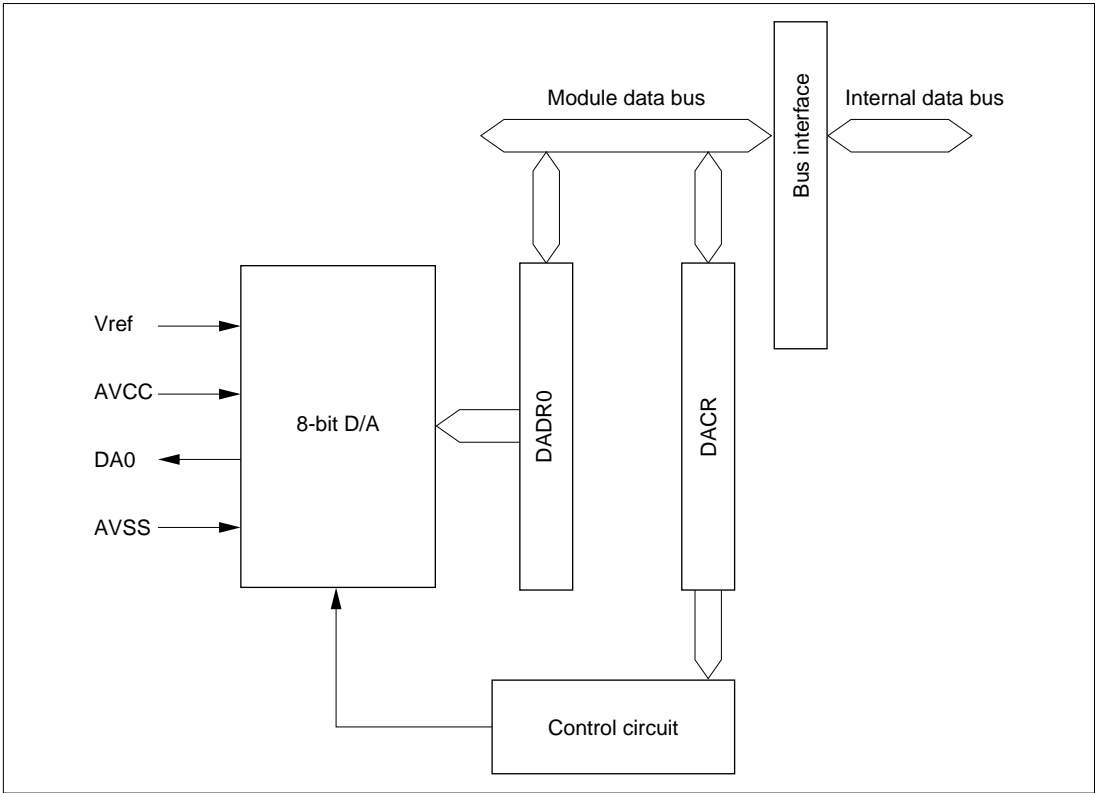 Module data bus
Internal data bus
Bus interface
Vref
AVCC
DA0
AVSS
8-bit D/A
DADR0
DACR
Control circuit